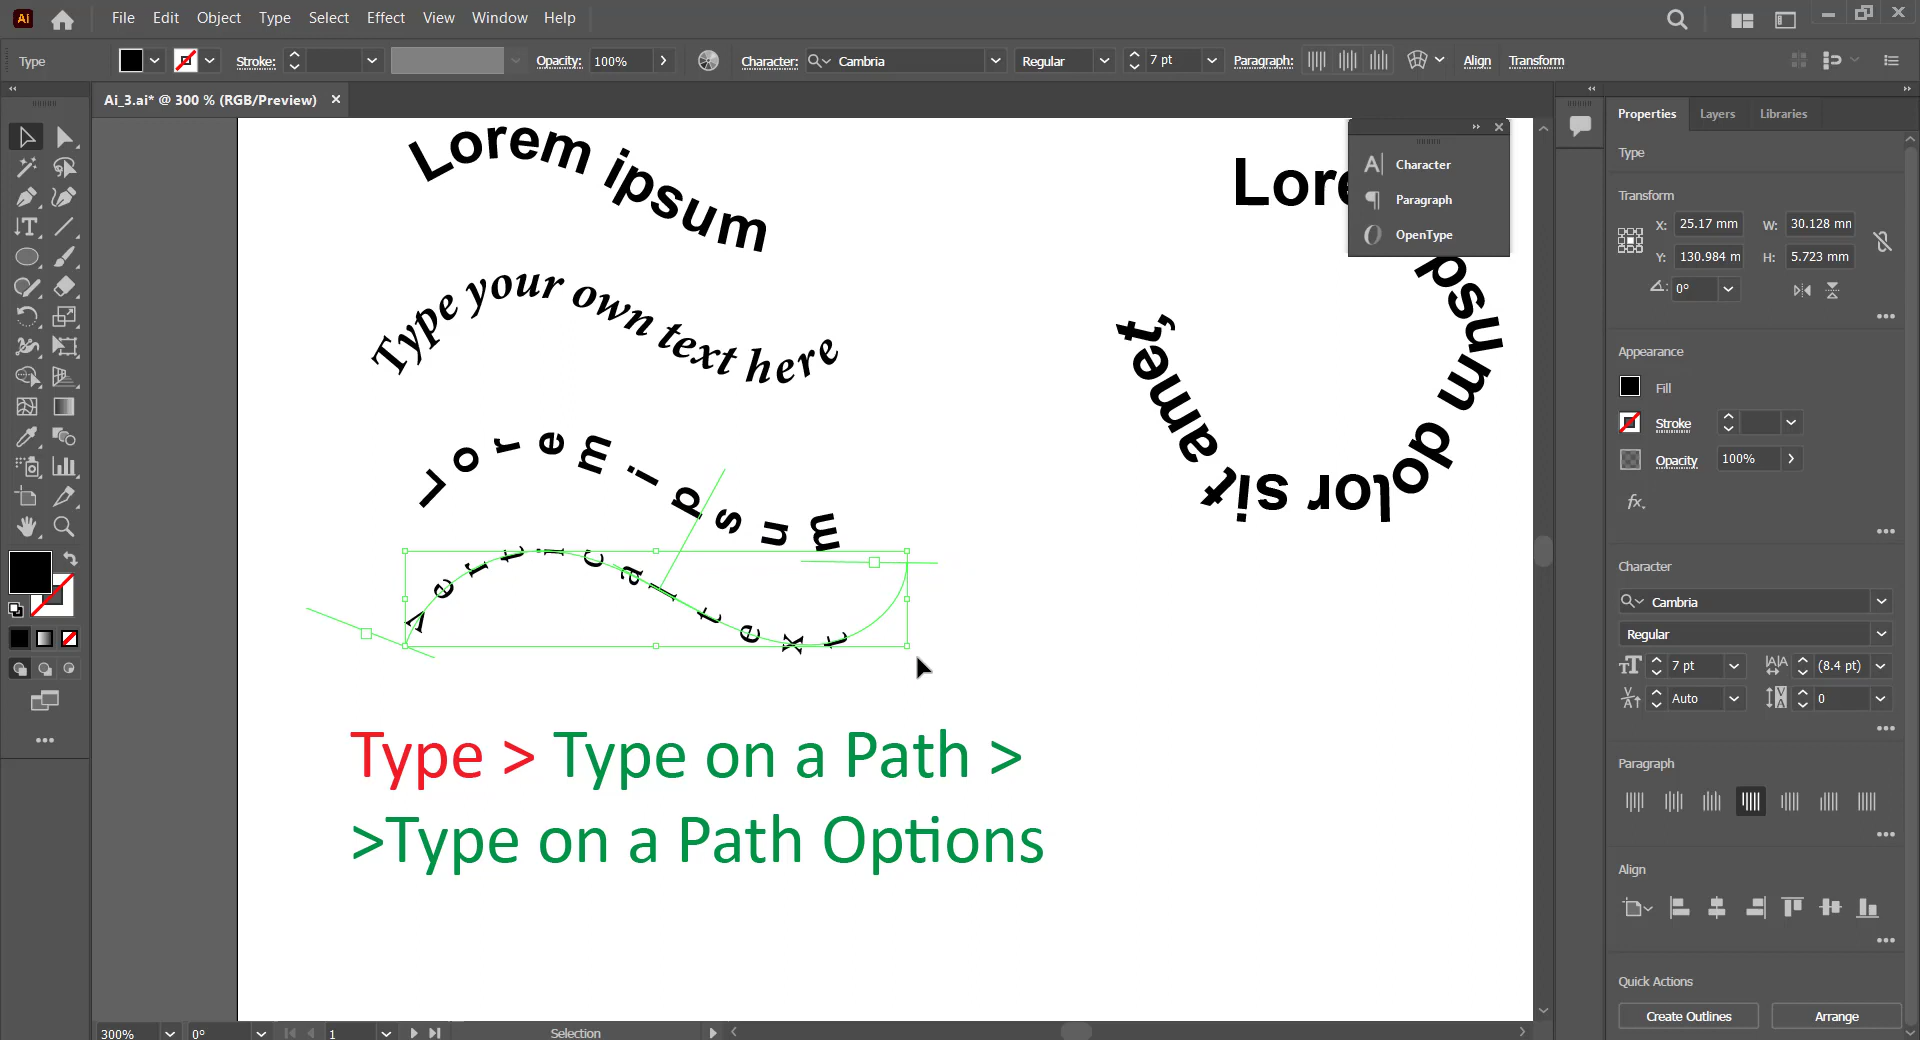 Ai
File Edit Object Type Select Effect View Window Help
Type Stroke: Opacity: 100% Character: Cambria Regular 7 pt Paragraph: Align Transform
Ai_3.ai* @ 300 % (RGB/Preview)
Lorem ipsum
Type your own text here
Lorem ipsum
vertical text
Type > Type on a Path >
>Type on a Path Options
Lorem ipsum dolor sit amet,
Character
Paragraph
OpenType
Properties Layers Libraries
Type
Transform
X: 25.17 mm W: 30.128 mm
Y: 130.984 m H: 5.723 mm
0°
Appearance
Fill
Stroke
Opacity 100%
fx.
Character
Cambria
Regular
7 pt (8.4 pt)
Auto 0
Paragraph
Align
Quick Actions
Create Outlines Arrange
300% 0° 1 Selection